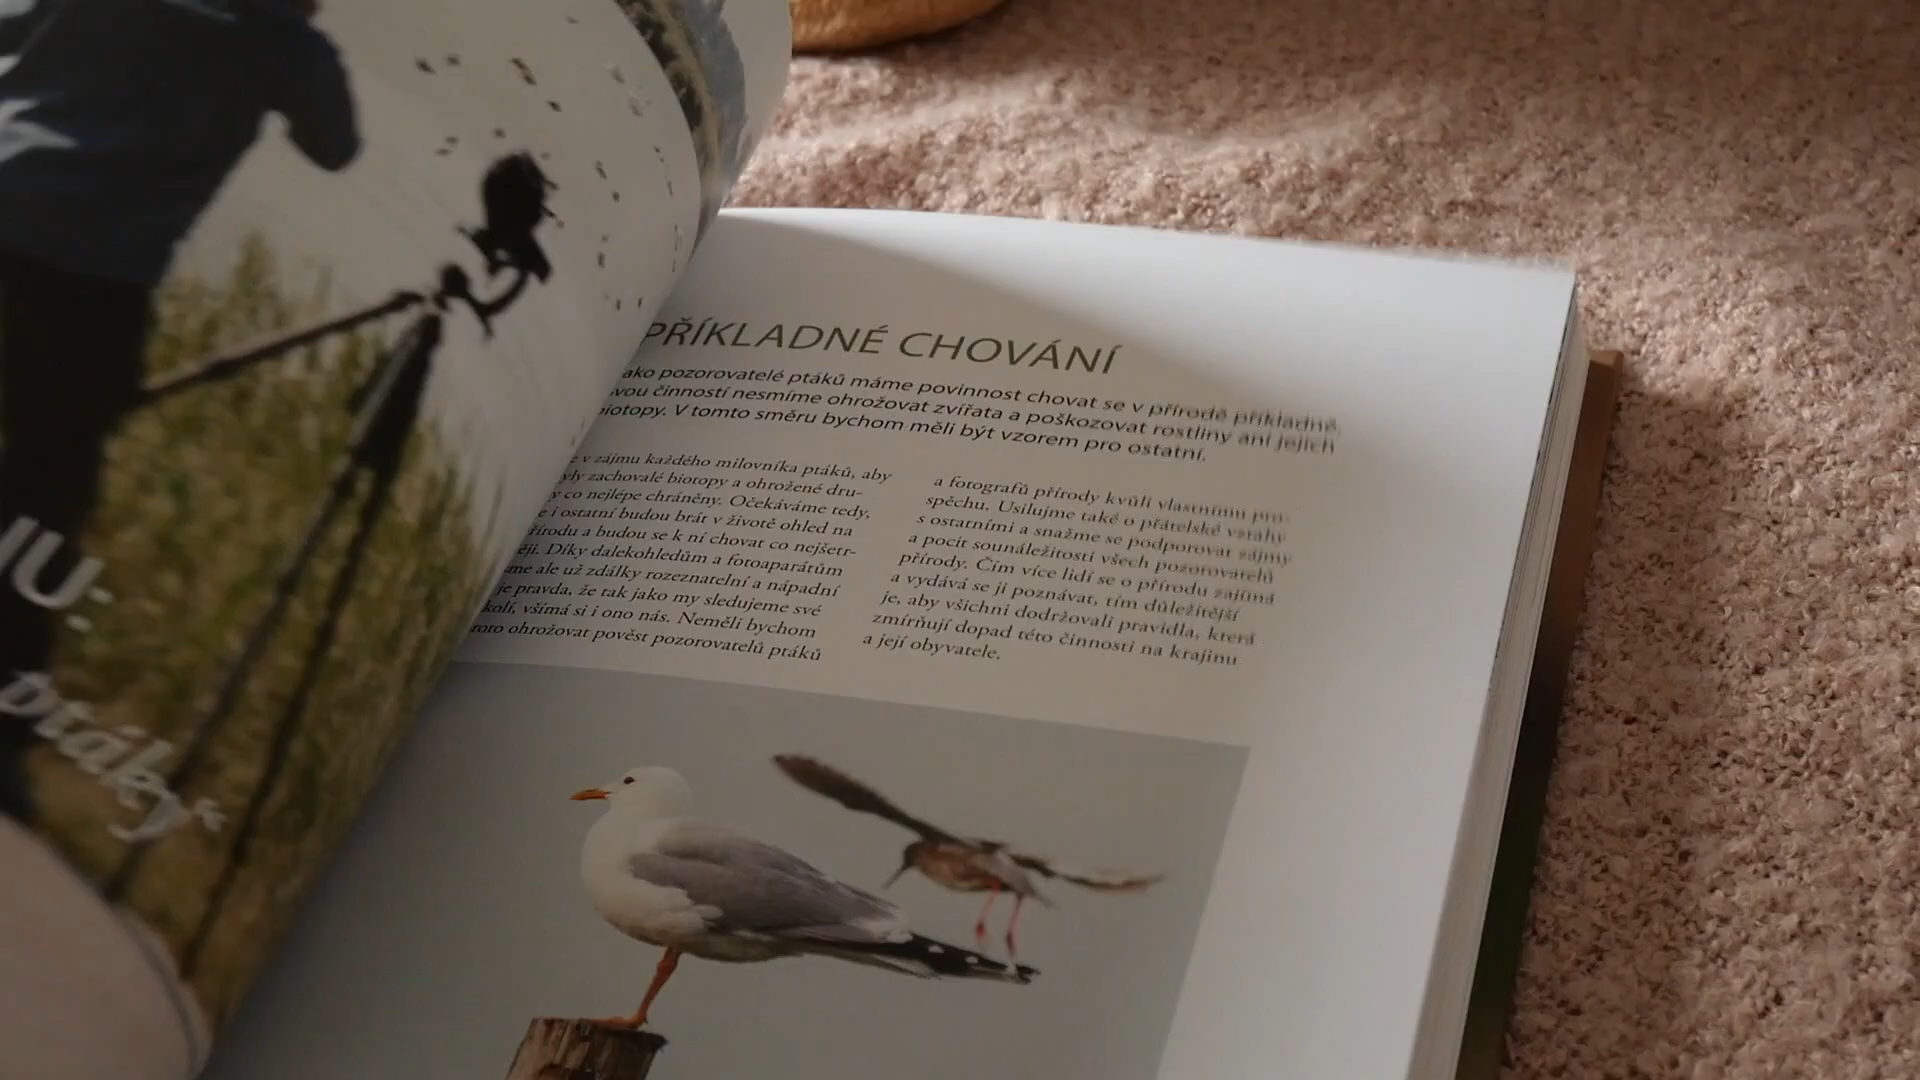 IU:
ptáky“
PŘÍKLADNÉ CHOVÁNÍ
ako pozorovatelé ptáků máme povinnost chovat se v přírodě příkladně,
vou činností nesmíme ohrožovat zvířata a poškozovat rostliny ani jejich
biotopy. V tomto směru bychom měli být vzorem pro ostatní.
e v zájmu každého milovníka ptáků, aby
yly zachovalé biotopy a ohrožené dru-
y co nejlépe chráněny. Očekáváme tedy,
e i ostatní budou brát v životě ohled na
řírodu a budou se k ní chovat co nejšetr-
ěji. Díky dalekohledům a fotoaparátům
me ale už zdálky rozeznatelní a nápadní
je pravda, že tak jako my sledujeme své
kolí, všímá si i ono nás. Neměli bychom
roto ohrožovat pověst pozorovatelů ptáků
a fotografů přírody kvůli vlastnímu pro-
spěchu. Usilujme také o přátelské vztahy
s ostatními a snažme se podporovat zájmy
a pocit sounáležitosti všech pozorovatelů
přírody. Čím více lidí se o přírodu zajímá
a vydává se ji poznávat, tím důležitější
je, aby všichni dodržovali pravidla, která
zmírňují dopad této činnosti na krajinu
a její obyvatele.